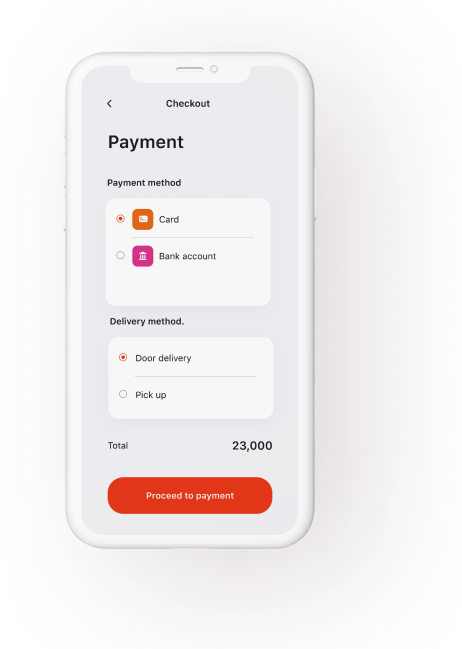 Checkout
Payment
Payment method
Card
Bank account
Delivery method.
Door delivery
Pick up
Total 23,000
Proceed to payment